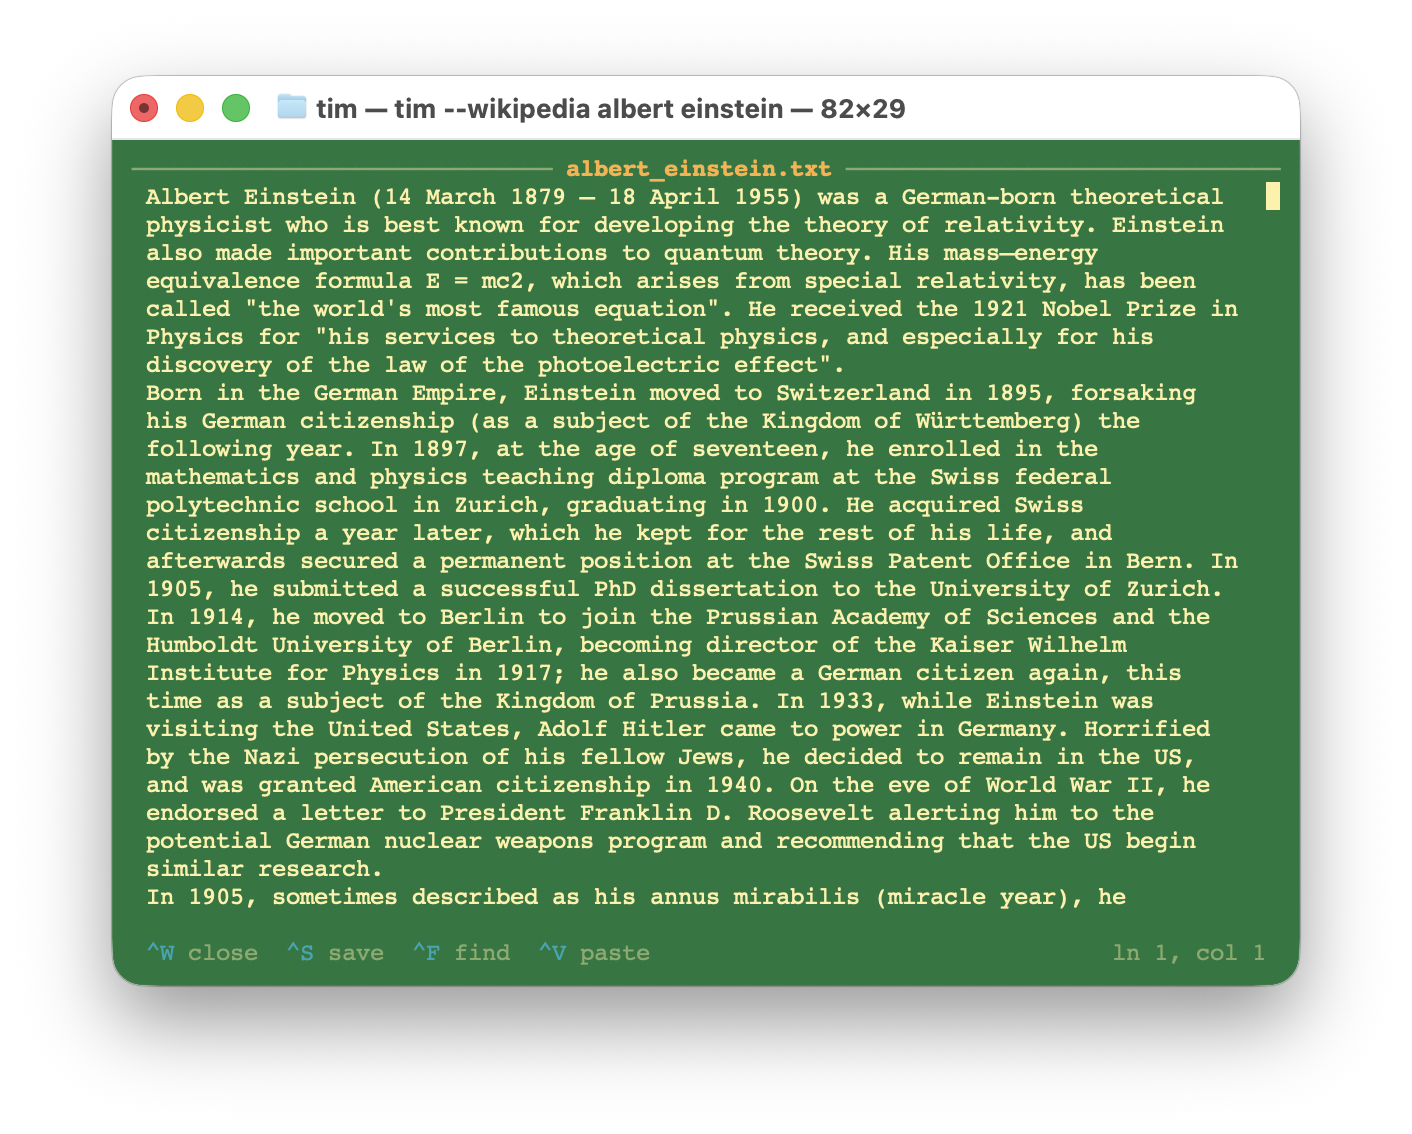 tim — tim --wikipedia albert einstein — 82×29
albert_einstein.txt
Albert Einstein (14 March 1879 – 18 April 1955) was a German-born theoretical
physicist who is best known for developing the theory of relativity. Einstein
also made important contributions to quantum theory. His mass–energy
equivalence formula E = mc2, which arises from special relativity, has been
called "the world's most famous equation". He received the 1921 Nobel Prize in
Physics for "his services to theoretical physics, and especially for his
discovery of the law of the photoelectric effect".
Born in the German Empire, Einstein moved to Switzerland in 1895, forsaking
his German citizenship (as a subject of the Kingdom of Württemberg) the
following year. In 1897, at the age of seventeen, he enrolled in the
mathematics and physics teaching diploma program at the Swiss federal
polytechnic school in Zurich, graduating in 1900. He acquired Swiss
citizenship a year later, which he kept for the rest of his life, and
afterwards secured a permanent position at the Swiss Patent Office in Bern. In
1905, he submitted a successful PhD dissertation to the University of Zurich.
In 1914, he moved to Berlin to join the Prussian Academy of Sciences and the
Humboldt University of Berlin, becoming director of the Kaiser Wilhelm
Institute for Physics in 1917; he also became a German citizen again, this
time as a subject of the Kingdom of Prussia. In 1933, while Einstein was
visiting the United States, Adolf Hitler came to power in Germany. Horrified
by the Nazi persecution of his fellow Jews, he decided to remain in the US,
and was granted American citizenship in 1940. On the eve of World War II, he
endorsed a letter to President Franklin D. Roosevelt alerting him to the
potential German nuclear weapons program and recommending that the US begin
similar research.
In 1905, sometimes described as his annus mirabilis (miracle year), he
^W close ^S save ^F find ^V paste ln 1, col 1